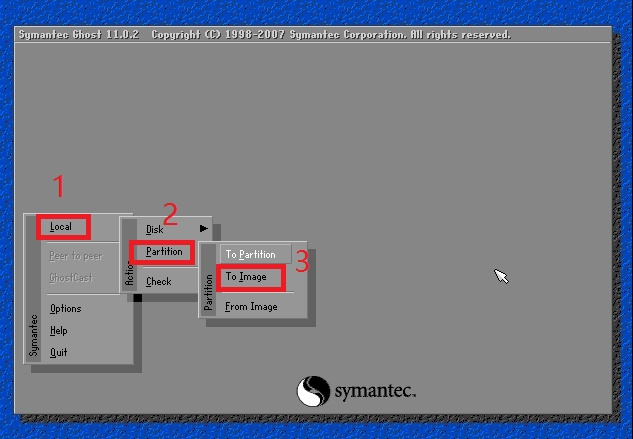 Symantec Ghost 11.0.2   Copyright (C) 1998-2007 Symantec Corporation. All rights reserved.
1
Local
Peer to peer
GhostCast
Options
Help
Quit
Symantec
2
Disk
Partition
Check
Action
3
To Partition
To Image
From Image
Partition
symantec.